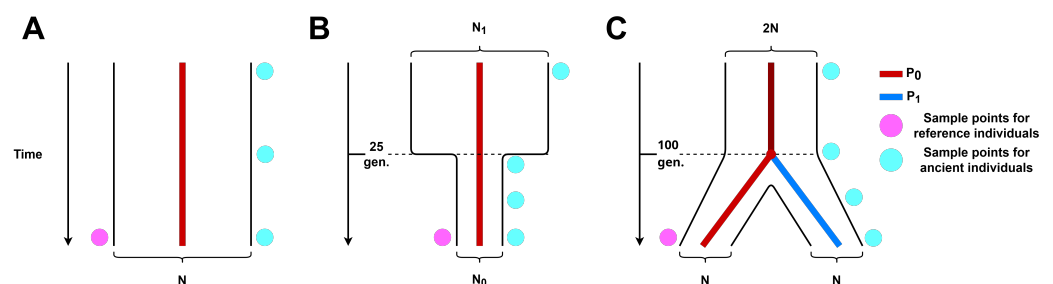 A
B
C
N1
2N
P0
P1
Sample points for
reference individuals
Sample points for
ancient individuals
Time
25
gen.
100
gen.
N
N0
N
N